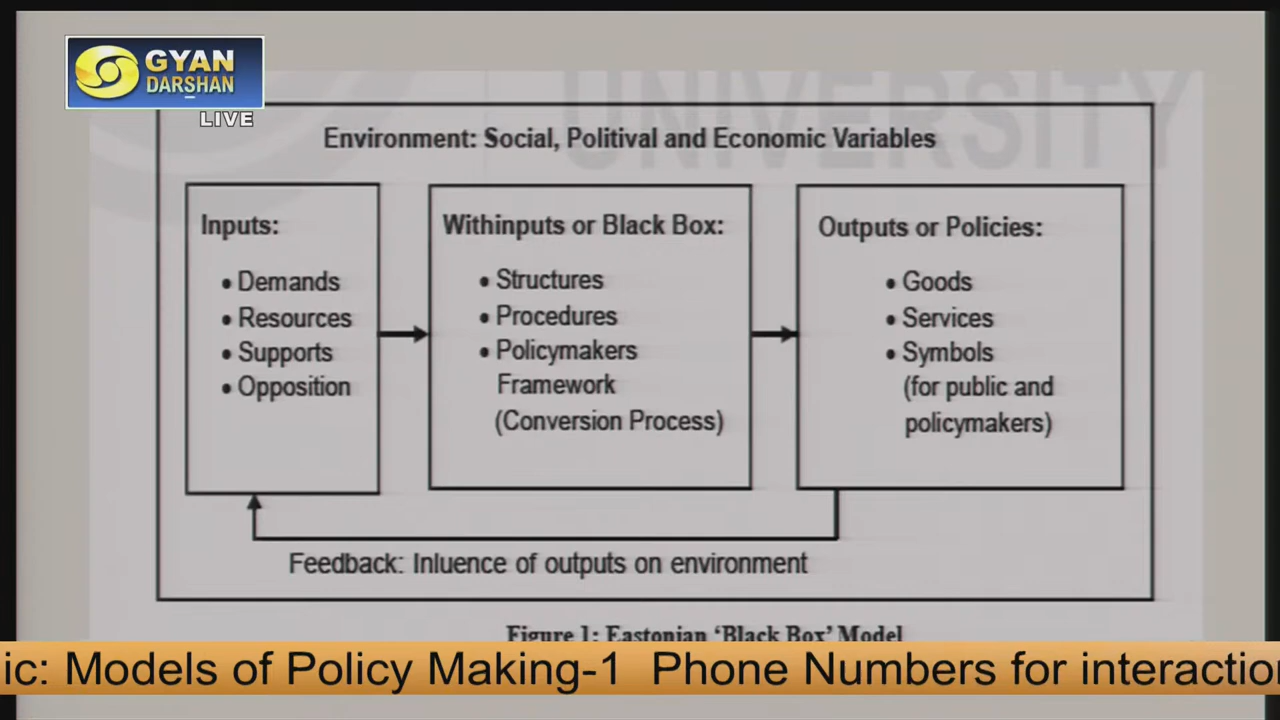 GYAN
DARSHAN
LIVE
UNIVERSITY
Environment: Social, Politival and Economic Variables
Inputs:
• Demands
• Resources
• Supports
• Opposition
Withinputs or Black Box:
• Structures
• Procedures
• Policymakers
Framework
(Conversion Process)
Outputs or Policies:
• Goods
• Services
• Symbols
(for public and
policymakers)
Feedback: Inluence of outputs on environment
Figure 1: Eastonian ‘Black Box’ Model
ic: Models of Policy Making-1 Phone Numbers for interactio